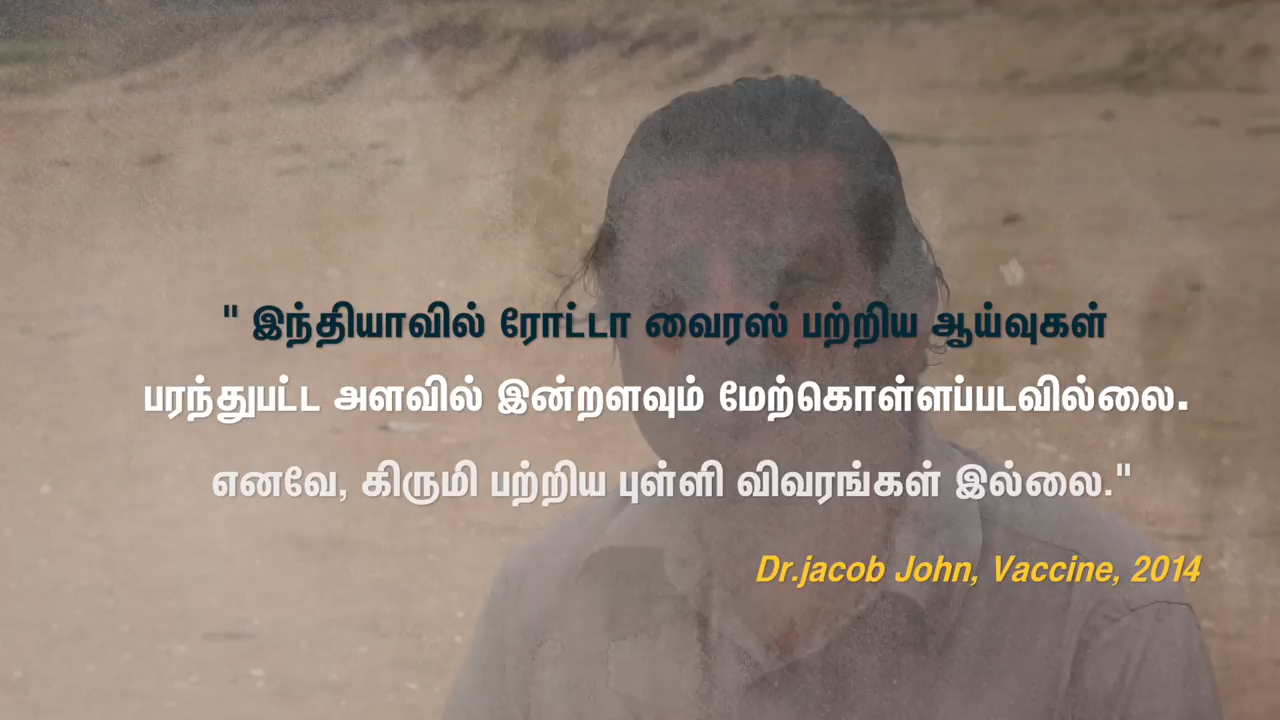 " இந்தியாவில் ரோட்டா வைரஸ் பற்றிய ஆய்வுகள்
பரந்துபட்ட அளவில் இன்றளவும் மேற்கொள்ளப்படவில்லை.
எனவே, கிருமி பற்றிய புள்ளி விவரங்கள் இல்லை."
Dr.jacob John, Vaccine, 2014